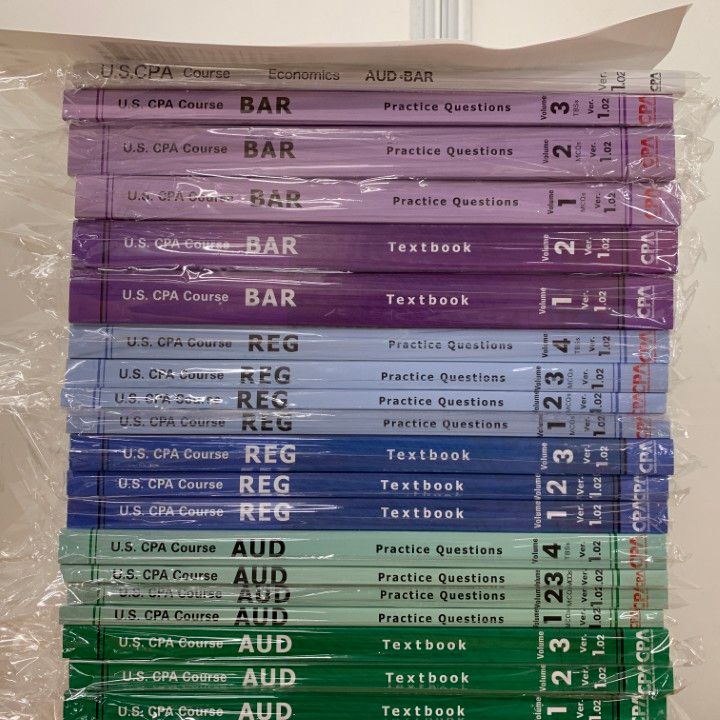 U.S.CPA Course Economics AUD·BAR Ver. 1.02 CPA
U.S. CPA Course BAR Practice Questions Volume 3 TBSs Ver. 1.02 CPA
U.S. CPA Course BAR Practice Questions Volume 2 MCQs Ver. 1.02 CPA
U.S. CPA Course BAR Practice Questions Volume 1 MCQs Ver. 1.02 CPA
U.S. CPA Course BAR Textbook Volume 2 Ver. 1.02 CPA
U.S. CPA Course BAR Textbook Volume 1 Ver. 1.02 CPA
U.S. CPA Course REG Practice Questions Volume 4 TBSs Ver. 1.02 CPA
U.S. CPA Course REG Practice Questions Volume 3 MCQs Ver. 1.02 CPA
U.S. CPA Course REG Practice Questions Volume 2 MCQs Ver. 1.02 CPA
U.S. CPA Course REG Practice Questions Volume 1 MCQs Ver. 1.02 CPA
U.S. CPA Course REG Textbook Volume 3 Ver. 1.02 CPA
U.S. CPA Course REG Textbook Volume 2 Ver. 1.02 CPA
U.S. CPA Course REG Textbook Volume 1 Ver. 1.02 CPA
U.S. CPA Course AUD Practice Questions Volume 4 TBSs Ver. 1.02 CPA
U.S. CPA Course AUD Practice Questions Volume 3 MCQs Ver. 1.02 CPA
U.S. CPA Course AUD Practice Questions Volume 2 MCQs Ver. 1.02 CPA
U.S. CPA Course AUD Practice Questions Volume 1 MCQs Ver. 1.02 CPA
U.S. CPA Course AUD Textbook Volume 3 Ver. 1.02 CPA
U.S. CPA Course AUD Textbook Volume 2 Ver. 1.02 CPA
U.S. CPA Course AUD Textbook Volume 1 Ver. 1.02 CPA